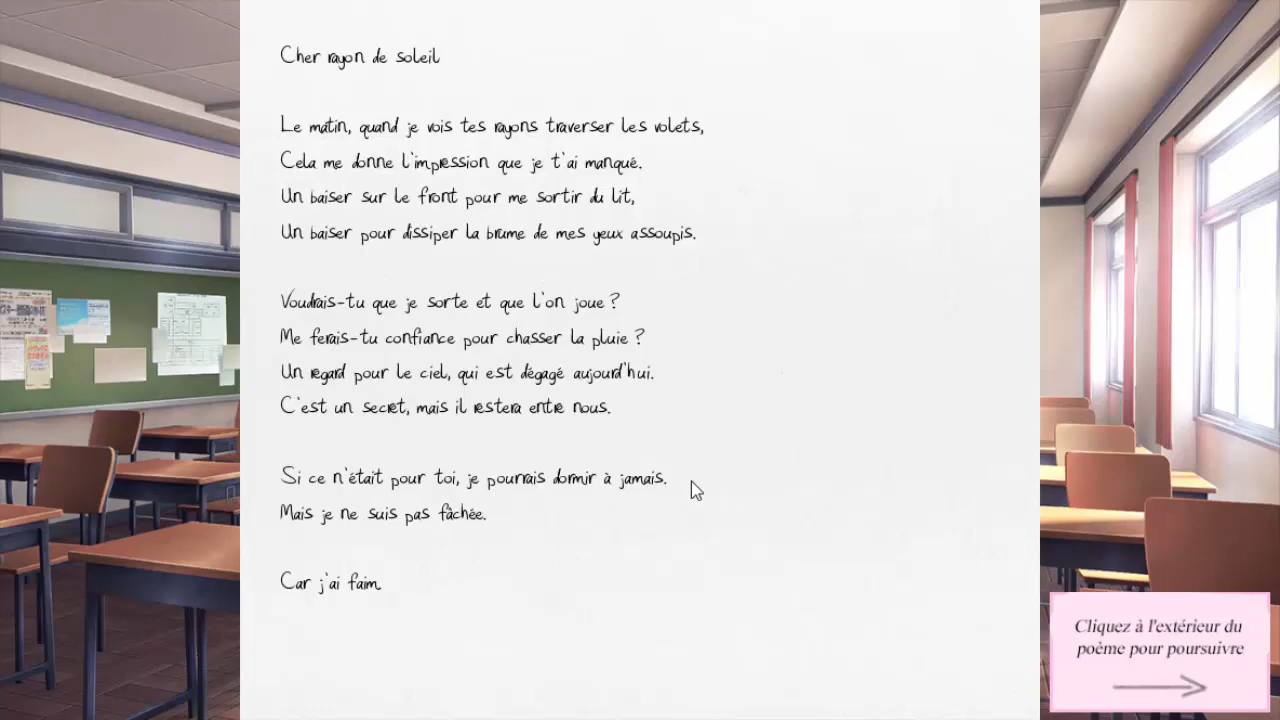 Cher rayon de soleil
Le matin, quand je vois tes rayons traverser les volets,
Cela me donne l'impression que je t'ai manqué.
Un baiser sur le front pour me sortir du lit,
Un baiser pour dissiper la brume de mes yeux assoupis.
Voudrais-tu que je sorte et que l'on joue ?
Me ferais-tu confiance pour chasser la pluie ?
Un regard pour le ciel, qui est dégagé aujourd'hui.
C'est un secret, mais il restera entre nous.
Si ce n'était pour toi, je pourrais dormir à jamais.
Mais je ne suis pas fâchée.
Car j'ai faim
Cliquez à l'extérieur du
poème pour poursuivre